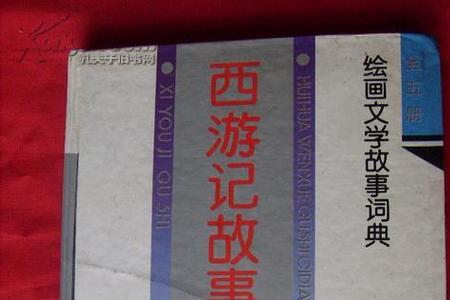 孔夫子旧书网
全五册
绘画文学故事词典
HUIHUA WENXUE GUSHI CIDIA
西游记故事
XI YOU JI GU SHI